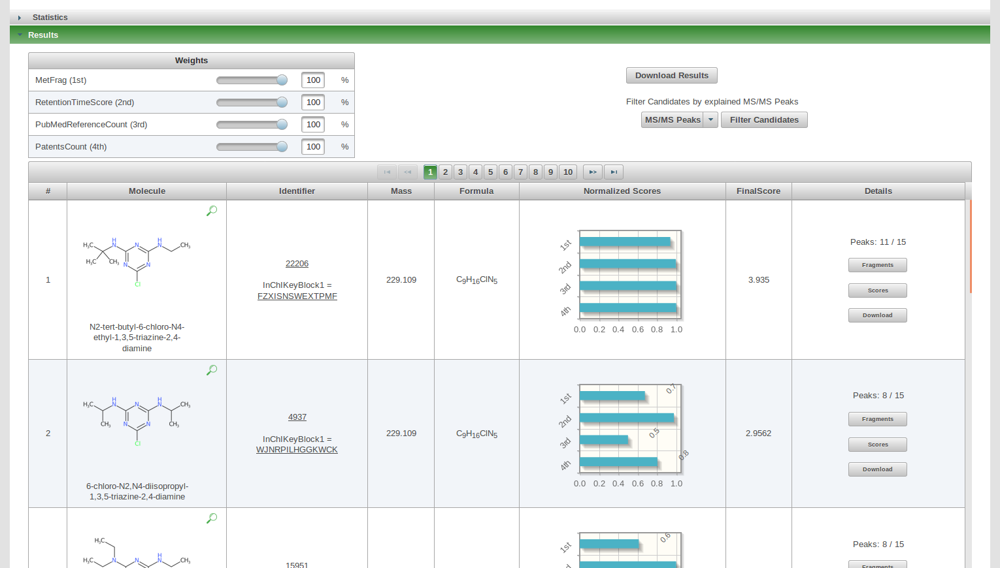 Statistics
Results
Weights
MetFrag (1st) 100 %
RetentionTimeScore (2nd) 100 %
PubMedReferenceCount (3rd) 100 %
PatentsCount (4th) 100 %
Download Results
Filter Candidates by explained MS/MS Peaks
MS/MS Peaks Filter Candidates
1 2 3 4 5 6 7 8 9 10
# Molecule Identifier Mass Formula Normalized Scores FinalScore Details
1
H₃C H₃C CH₃ H N N H N CH₃ N N Cl
N2-tert-butyl-6-chloro-N4-
ethyl-1,3,5-triazine-2,4-
diamine
22206
InChIKeyBlock1 =
FZXISNSWEXTPMF
229.109
C₉H₁₆ClN₅
1st
2nd
3rd
4th
0.0 0.2 0.4 0.6 0.8 1.0
3.935
Peaks: 11 / 15
Fragments
Scores
Download
2
H₃C CH₃ H N N H N CH₃ CH₃ N N Cl
6-chloro-N2,N4-diisopropyl-
1,3,5-triazine-2,4-diamine
4937
InChIKeyBlock1 =
WJNRPILHGGKWCK
229.109
C₉H₁₆ClN₅
1st 0.7
2nd
3rd 0.5
4th 0.8
0.0 0.2 0.4 0.6 0.8 1.0
2.9562
Peaks: 8 / 15
Fragments
Scores
Download
H₃C
H₃C N N H N CH₃
15951
1st 0.6
Peaks: 8 / 15
Fragments